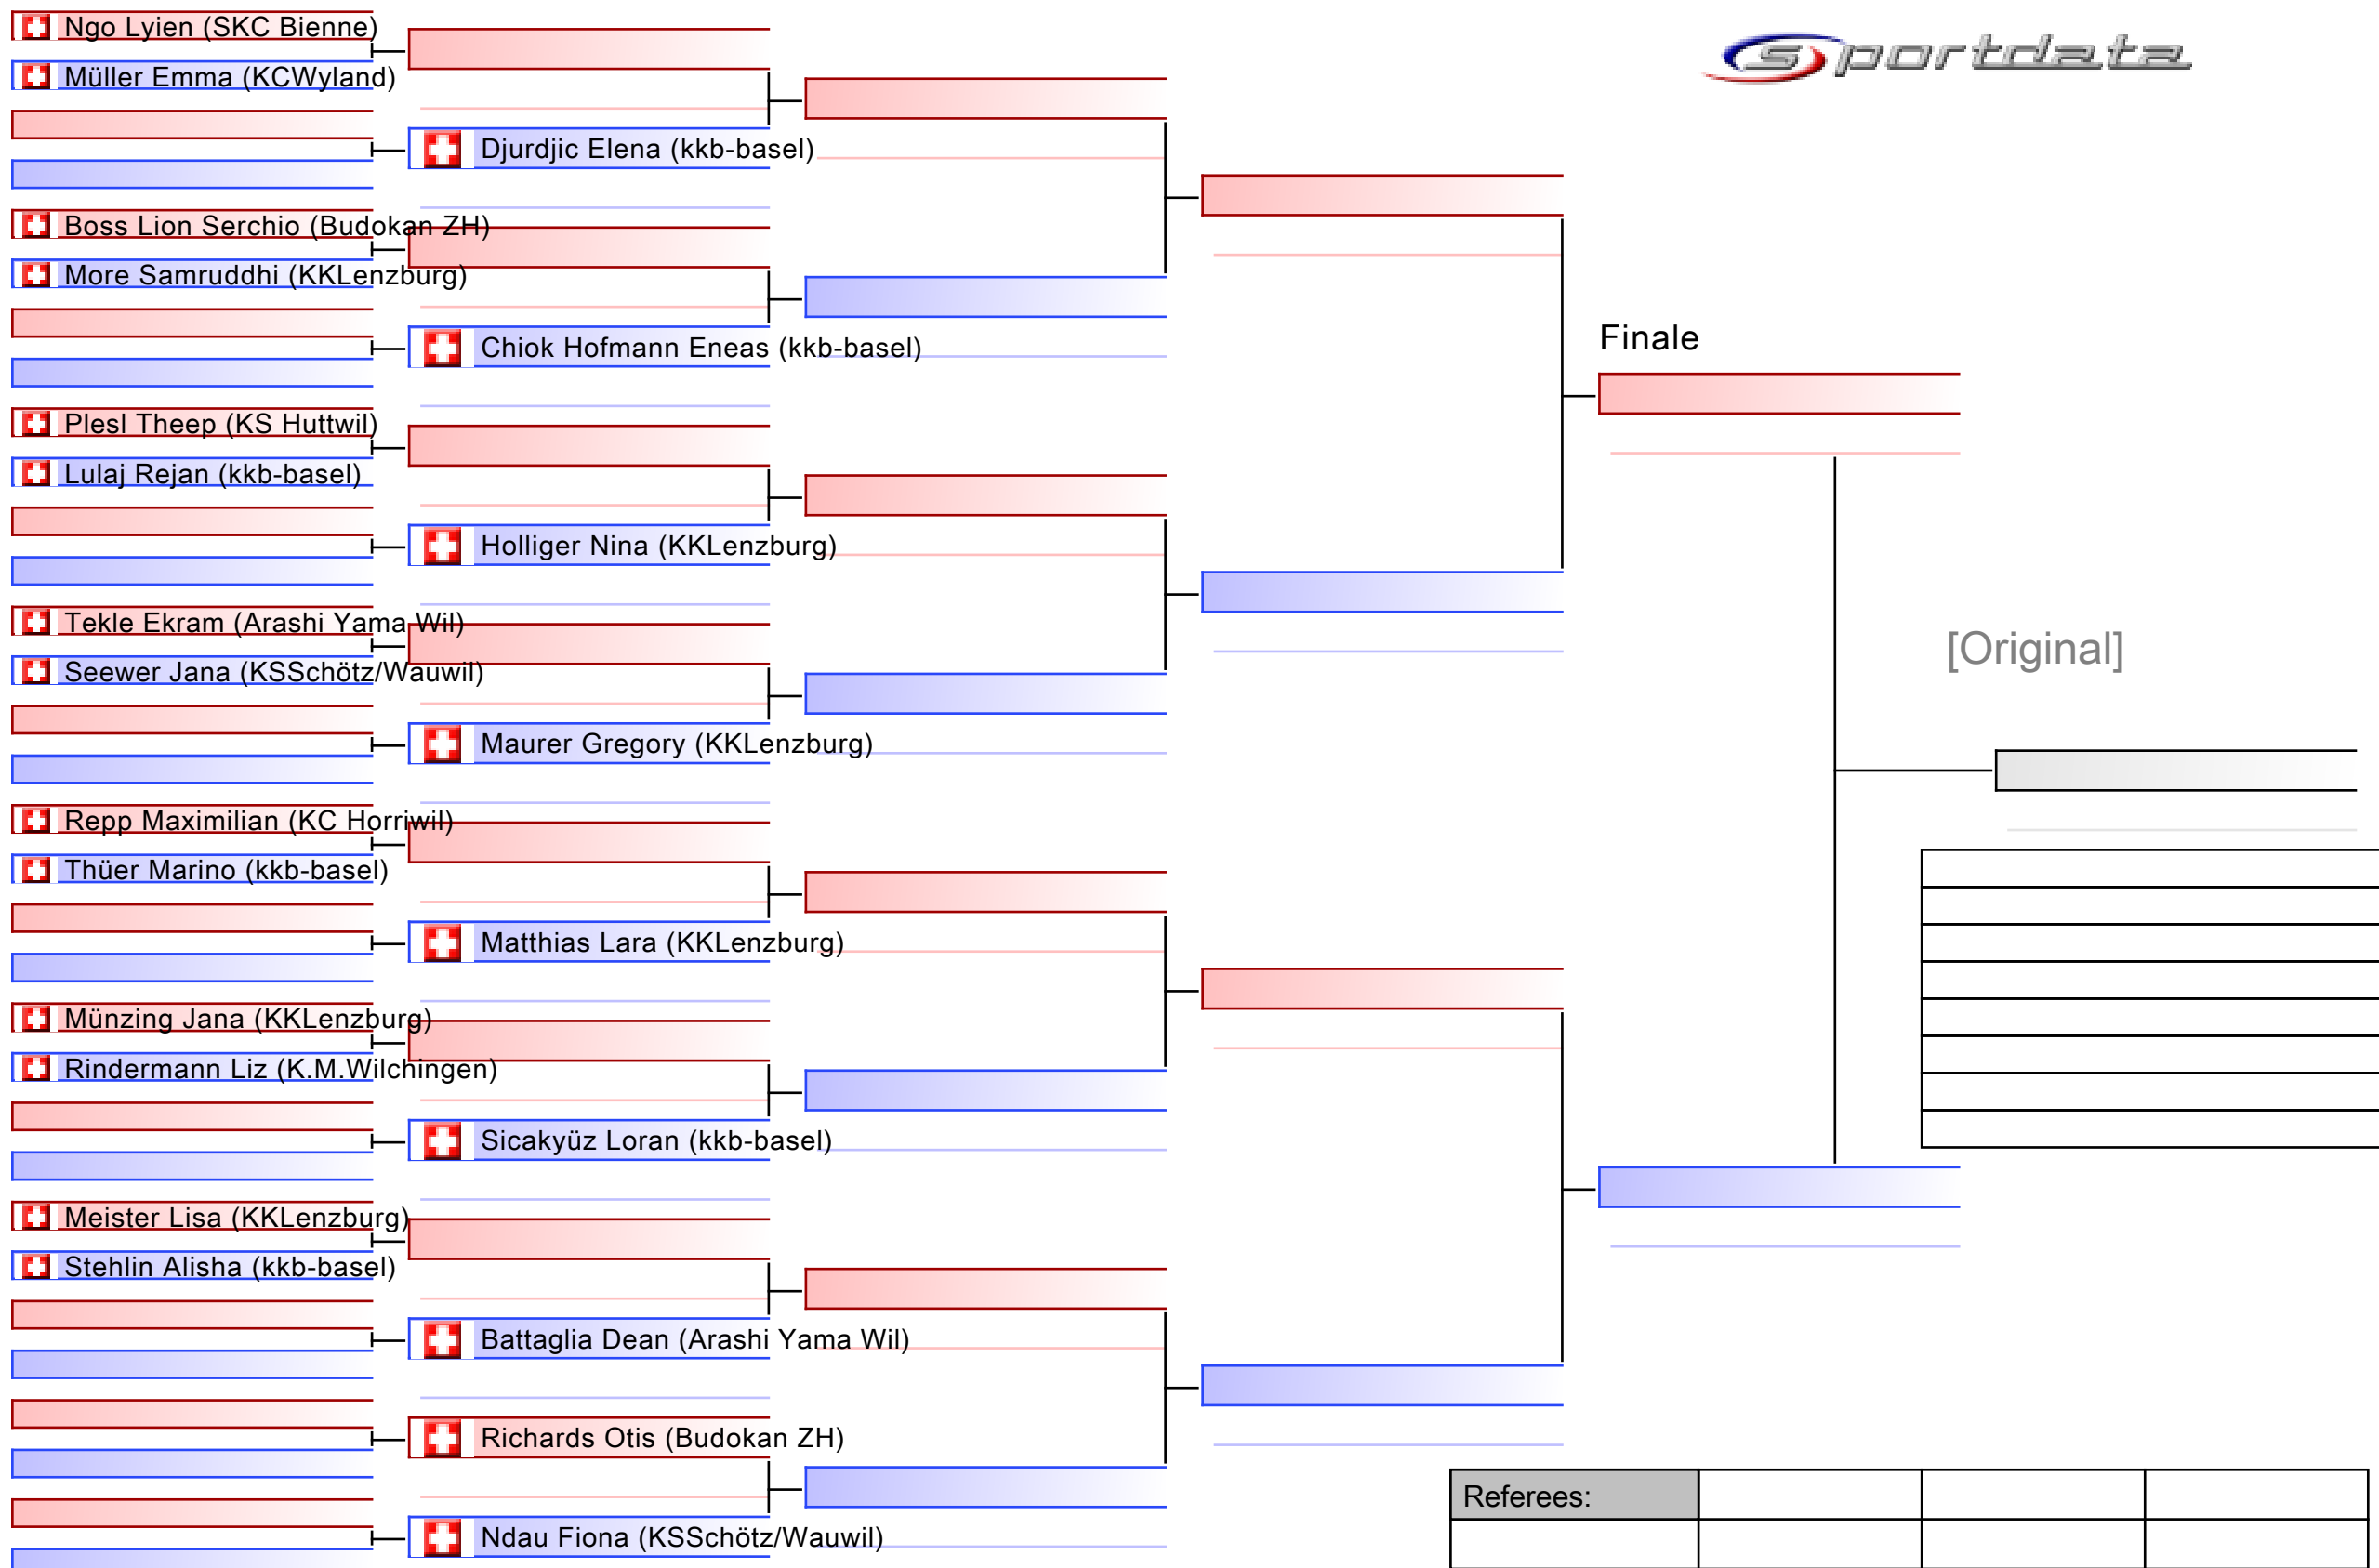 sportdata
Ngo Lyien (SKC Bienne)
Müller Emma (KCWyland)
Djurdjic Elena (kkb-basel)
Boss Lion Serchio (Budokan ZH)
More Samruddhi (KKLenzburg)
Chiok Hofmann Eneas (kkb-basel)
Plesl Theep (KS Huttwil)
Lulaj Rejan (kkb-basel)
Holliger Nina (KKLenzburg)
Tekle Ekram (Arashi Yama Wil)
Seewer Jana (KSSchötz/Wauwil)
Maurer Gregory (KKLenzburg)
Repp Maximilian (KC Horriwil)
Thüer Marino (kkb-basel)
Matthias Lara (KKLenzburg)
Münzing Jana (KKLenzburg)
Rindermann Liz (K.M.Wilchingen)
Sicakyüz Loran (kkb-basel)
Meister Lisa (KKLenzburg)
Stehlin Alisha (kkb-basel)
Battaglia Dean (Arashi Yama Wil)
Richards Otis (Budokan ZH)
Ndau Fiona (KSSchötz/Wauwil)
Finale
[Original]
Referees: